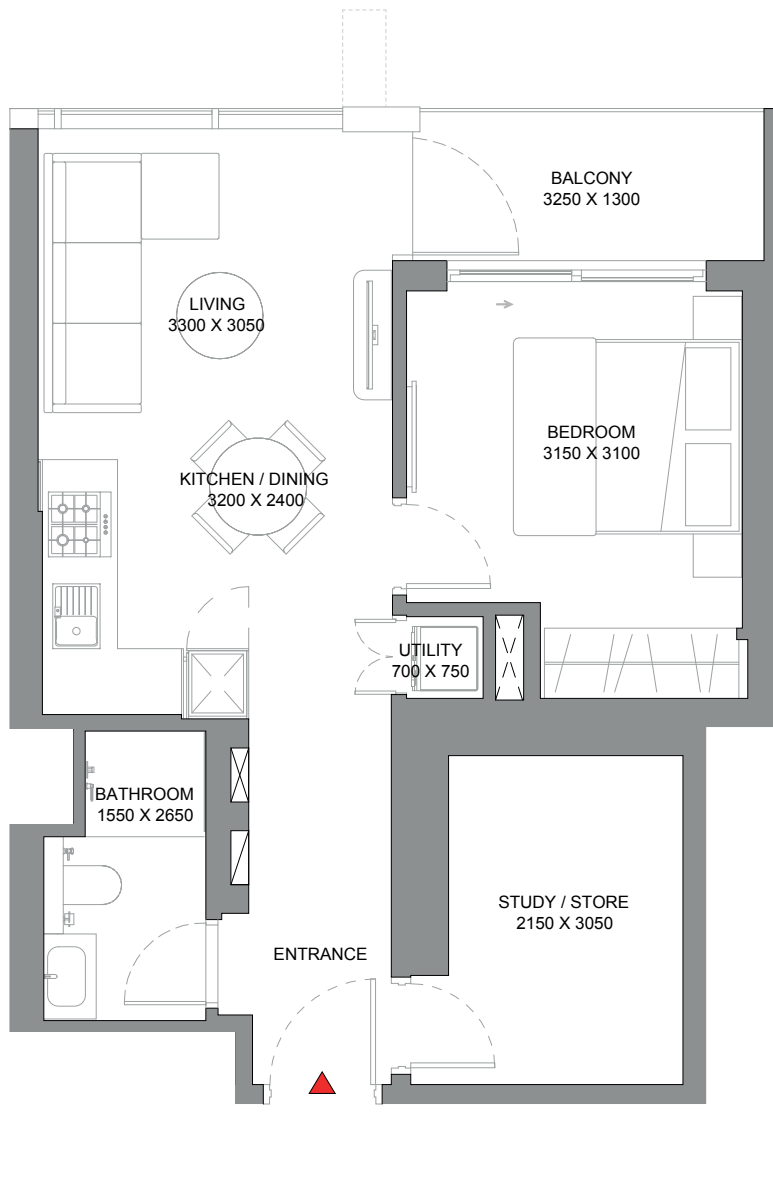 BALCONY
3250 X 1300
LIVING
3300 X 3050
BEDROOM
3150 X 3100
KITCHEN / DINING
3200 X 2400
UTILITY
700 X 750
BATHROOM
1550 X 2650
STUDY / STORE
2150 X 3050
ENTRANCE